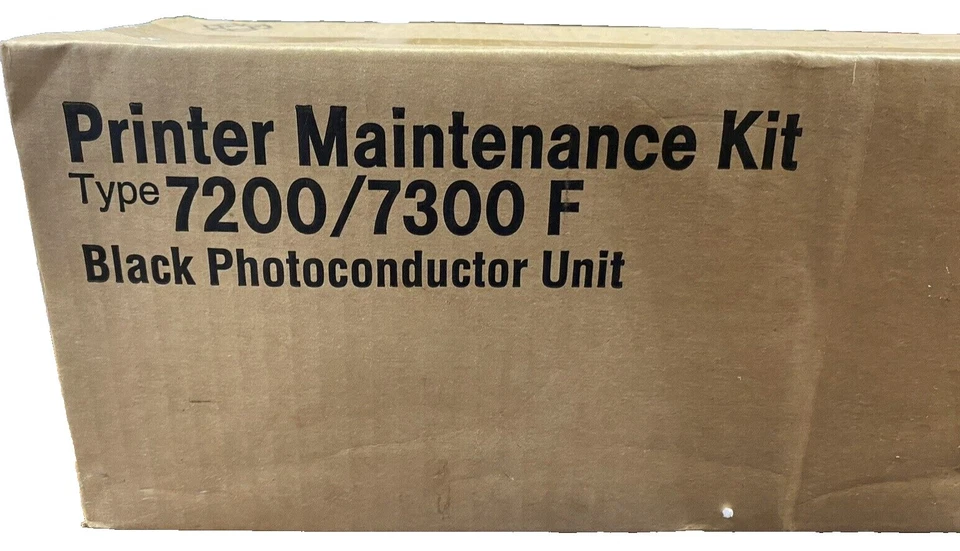 Printer Maintenance Kit
Type 7200/7300 F
Black Photoconductor Unit